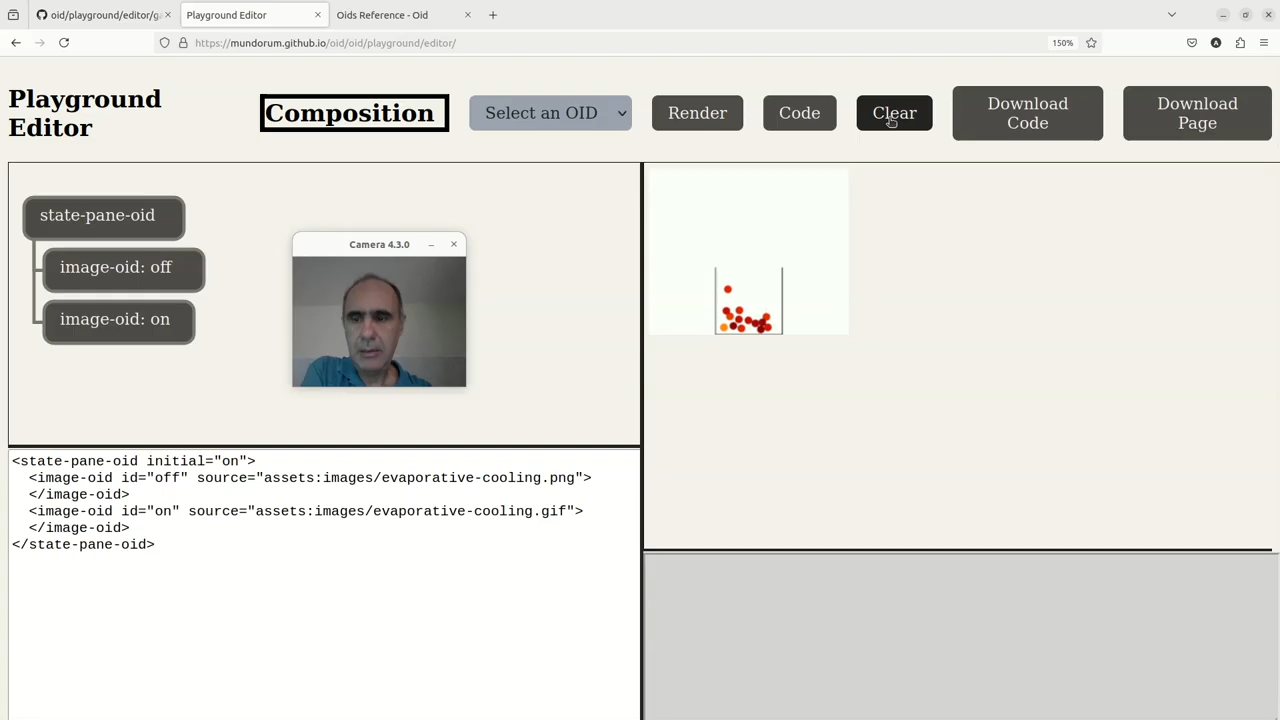 oid/playground/editor/ga
Playground Editor
Oids Reference - Oid
https://mundorum.github.io/oid/oid/playground/editor/
150%
Playground
Editor
Composition
Select an OID
Render
Code
Clear
Download
Code
Download
Page
state-pane-oid
image-oid: off
image-oid: on
Camera 4.3.0
<state-pane-oid initial="on">
  <image-oid id="off" source="assets:images/evaporative-cooling.png">
  </image-oid>
  <image-oid id="on" source="assets:images/evaporative-cooling.gif">
  </image-oid>
</state-pane-oid>